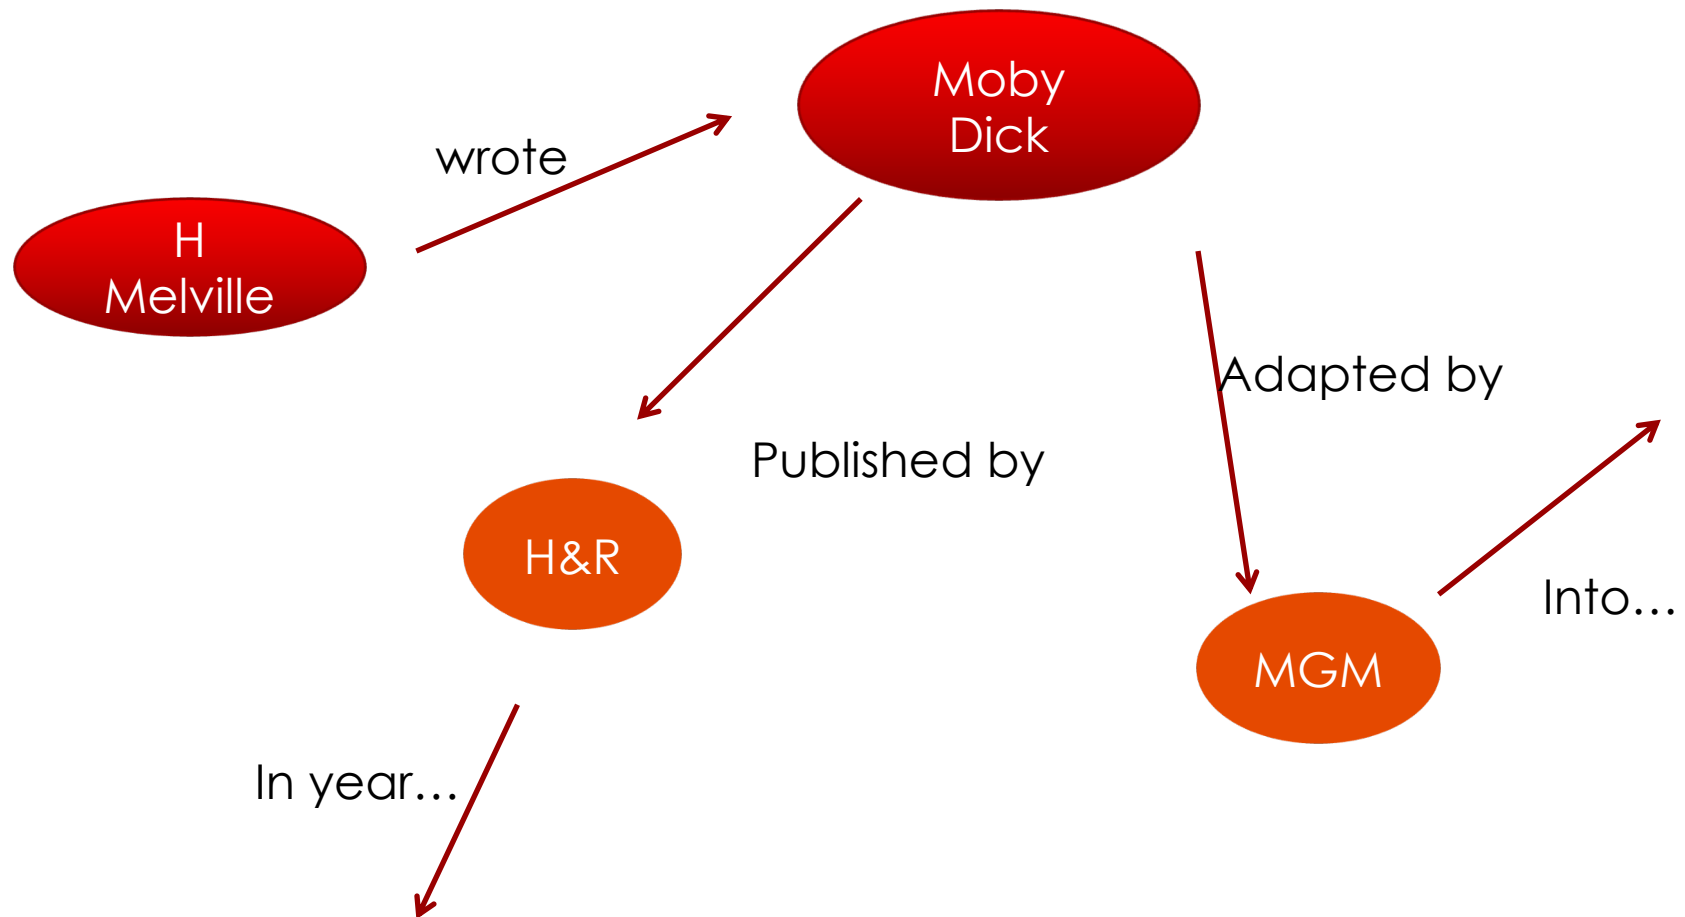 Moby
Dick
wrote
H
Melville
Adapted by
Published by
H&R
Into…
MGM
In year…